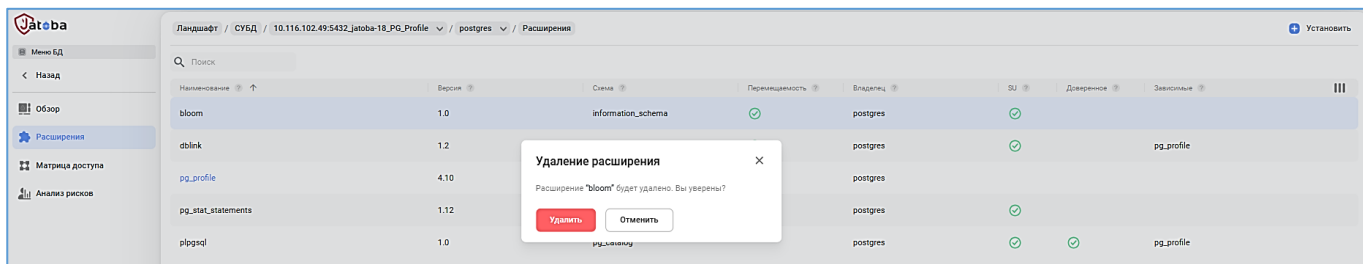 Jatoba
Ландшафт / СУБД / 10.116.102.49:5432_jatoba-18_PG_Profile / postgres / Расширения
Установить
Меню БД
Назад
Обзор
Расширения
Матрица доступа
Анализ рисков
Поиск
Наименование ? Версия ? Схема ? Перемещаемость ? Владелец ? SU ? Доверенное ? Зависимые ?
bloom 1.0 information_schema postgres
dblink 1.2 postgres pg_profile
pg_profile 4.10 postgres
pg_stat_statements 1.12 postgres
plpgsql 1.0 pg_catalog postgres pg_profile
Удаление расширения
Расширение "bloom" будет удалено. Вы уверены?
Удалить Отменить